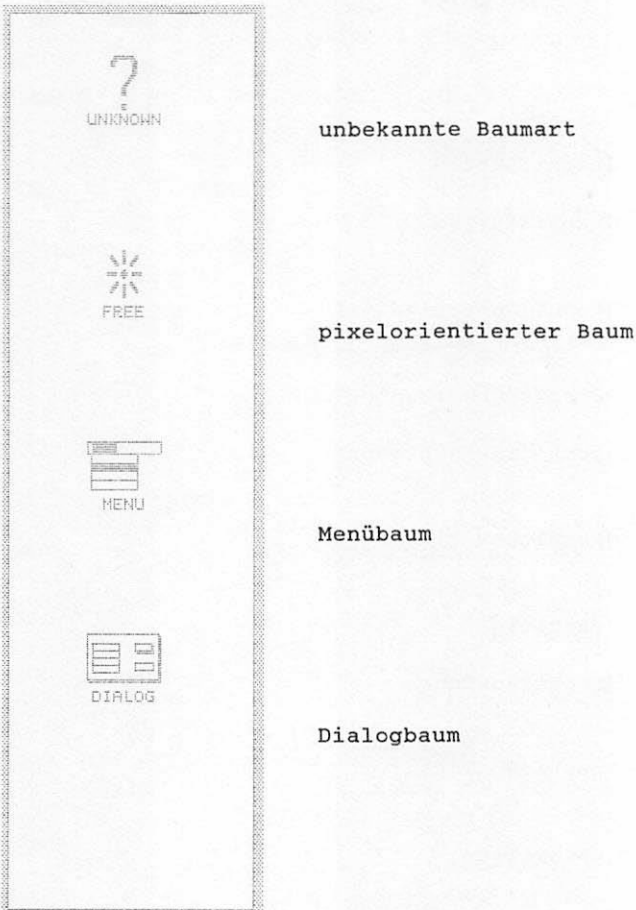 UNKNOWN
unbekannte Baumart
FREE
pixelorientierter Baum
MENU
Menübaum
DIALOG
Dialogbaum